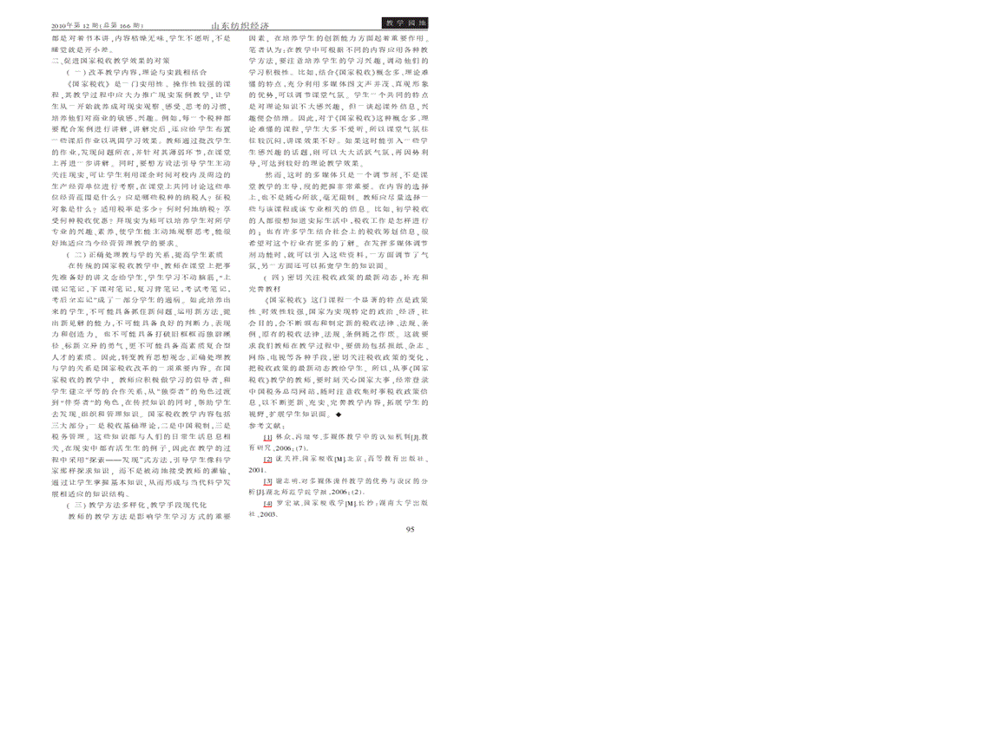 2010年第 12 期(总第 166 期)
山东纺织经济
教学园地
都是对着书本讲,内容枯燥无味,学生不愿听,不是
睡觉就是开小差。
二、促进国家税收教学效果的对策
(一)改革教学内容,理论与实践相结合
《国家税收》是一门实用性、操作性较强的课
程,其教学过程中应大力推广现实案例教学,让学
生从一开始就养成对现实观察、感受、思考的习惯,
培养他们对商业的敏感、兴趣。例如,每一个税种都
要配合案例进行讲解,讲解完后,还应给学生布置
一些课后作业以巩固学习效果。教师通过批改学生
的作业,发现问题所在,并针对其薄弱环节,在课堂
上再进一步讲解。同时,要想方设法引导学生主动
关注现实,可让学生利用课余时间对校内及周边的
生产经营单位进行考察,在课堂上共同讨论这些单
位经营范围是什么?应是哪些税种的纳税人?征税
对象是什么?适用税率是多少?何时何地纳税?享
受何种税收优惠?拜现实为师可以培养学生对所学
专业的兴趣、素养,使学生能主动地观察思考,能很
好地适应当今经营管理教学的要求。
(二)正确处理教与学的关系,提高学生素质
在传统的国家税收教学中,教师在课堂上把事
先准备好的讲义念给学生,学生学习不动脑筋,“上
课记笔记,下课对笔记,复习背笔记,考试考笔记,
考后全忘记”成了一部分学生的通病。如此培养出
来的学生,不可能具备抓住新问题、运用新方法、提
出新见解的能力,不可能具备良好的判断力、表现
力和创造力,也不可能具备打破旧框框而独辟蹊
径、标新立异的勇气,更不可能具备高素质复合型
人才的素质。因此,转变教育思想观念、正确处理教
与学的关系是国家税收改革的一项重要内容。在国
家税收的教学中,教师应积极做学习的倡导者,和
学生建立平等的合作关系,从“独奏者”的角色过渡
到“伴奏者”的角色,在传授知识的同时,帮助学生
去发现、组织和管理知识。国家税收教学内容包括
三大部分:一是税收基础理论,二是中国税制,三是
税务管理。这些知识都与人们的日常生活息息相
关,在现实中都有活生生的例子,因此在教学的过
程中采用“探索——发现”式方法,引导学生像科学
家那样探求知识,而不是被动地接受教师的灌输,
通过让学生掌握基本知识,从而形成与当代科学发
展相适应的知识结构。
(三)教学方法多样化,教学手段现代化
教师的教学方法是影响学生学习方式的重要
因素,在培养学生的创新能力方面起着重要作用。
笔者认为:在教学中可根据不同的内容应用各种教
学方法,要注意培养学生的学习兴趣,调动他们的
学习积极性。比如,结合《国家税收》概念多、理论难
懂的特点,充分利用多媒体图文声并茂、直观形象
的优势,可以调节课堂气氛。学生一个共同的特点
是对理论知识不大感兴趣,但一谈起课外信息,兴
趣便会倍增。因此,对于《国家税收》这种概念多、理
论难懂的课程,学生大多不爱听,所以课堂气氛往
往较沉闷,讲课效果不好。如果这时能引入一些学
生感兴趣的话题,则可以大大活跃气氛,再因势利
导,可达到较好的理论教学效果。
然而,这时的多媒体只是一个调节剂,不是课
堂教学的主导,度的把握非常重要。在内容的选择
上,也不是随心所欲,毫无限制。教师应尽量选择一
些与该课程或该专业相关的信息。比如,初学税收
的人都很想知道实际生活中,税收工作是怎样进行
的;也有许多学生结合社会上的税收筹划信息,很
希望对这个行业有更多的了解。在发挥多媒体调节
剂功能时,就可以引入这些资料,一方面调节了气
氛,另一方面还可以拓宽学生的知识面。
(四)密切关注税收政策的最新动态,补充和
完善教材
《国家税收》这门课程一个显著的特点是政策
性、时效性较强,国家为实现特定的政治、经济、社
会目的,会不断颁布和制定新的税收法律、法规、条
例,原有的税收法律、法规、条例随之作废。这就要
求我们教师在教学过程中,要借助包括报纸、杂志、
网络、电视等各种手段,密切关注税收政策的变化,
把税收政策的最新动态教给学生。所以,从事《国家
税收》教学的教师,要时刻关心国家大事,经常登录
中国税务总局网站,随时注意收集时事税收政策信
息,以不断更新、充实、完善教学内容,拓展学生的
视野,扩展学生知识面。◆
参考文献:
[1] 林众,冯瑞琴.多媒体教学中的认知机制[J].教
育研究,2006;(7).
[2] 沈天祥.国家税收[M].北京:高等教育出版社,
2001.
[3] 谢志昕.对多媒体课件教学的优势与误区的分
析[J].湖北师范学院学报,2006;(2).
[4] 罗宏斌.国家税收学[M].长沙:湖南大学出版
社,2003.
95